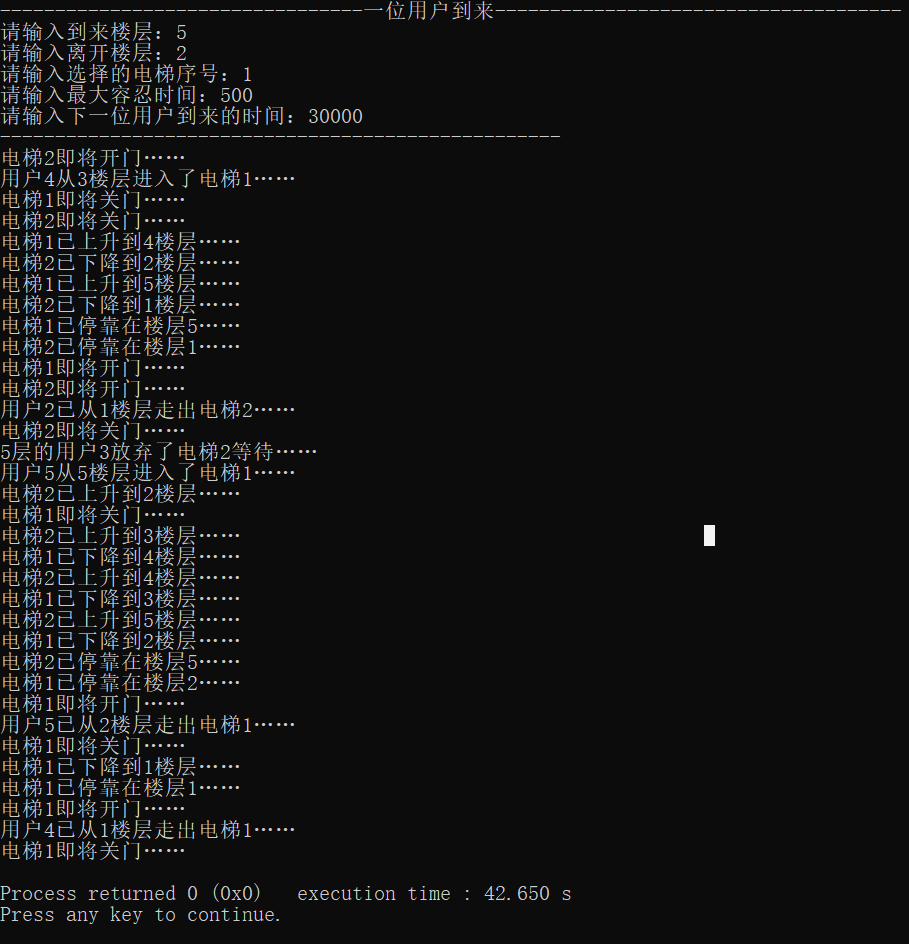 ---------------------------------一位用户到来-------------------------------------
请输入到来楼层：5
请输入离开楼层：2
请输入选择的电梯序号：1
请输入最大容忍时间：500
请输入下一位用户到来的时间：30000
---------------------------------------------------
电梯2即将开门……
用户4从3楼层进入了电梯1……
电梯1即将关门……
电梯2即将关门……
电梯1已上升到4楼层……
电梯2已下降到2楼层……
电梯1已上升到5楼层……
电梯2已下降到1楼层……
电梯1已停靠在楼层5……
电梯2已停靠在楼层1……
电梯1即将开门……
电梯2即将开门……
用户2已从1楼层走出电梯2……
电梯2即将关门……
5层的用户3放弃了电梯2等待……
用户5从5楼层进入了电梯1……
电梯2已上升到2楼层……
电梯1即将关门……
电梯2已上升到3楼层……
电梯1已下降到4楼层……
电梯2已上升到4楼层……
电梯1已下降到3楼层……
电梯2已上升到5楼层……
电梯1已下降到2楼层……
电梯2已停靠在楼层5……
电梯1已停靠在楼层2……
电梯1即将开门……
用户5已从2楼层走出电梯1……
电梯1即将关门……
电梯1已下降到1楼层……
电梯1已停靠在楼层1……
电梯1即将开门……
用户4已从1楼层走出电梯1……
电梯1即将关门……
Process returned 0 (0x0)   execution time : 42.650 s
Press any key to continue.